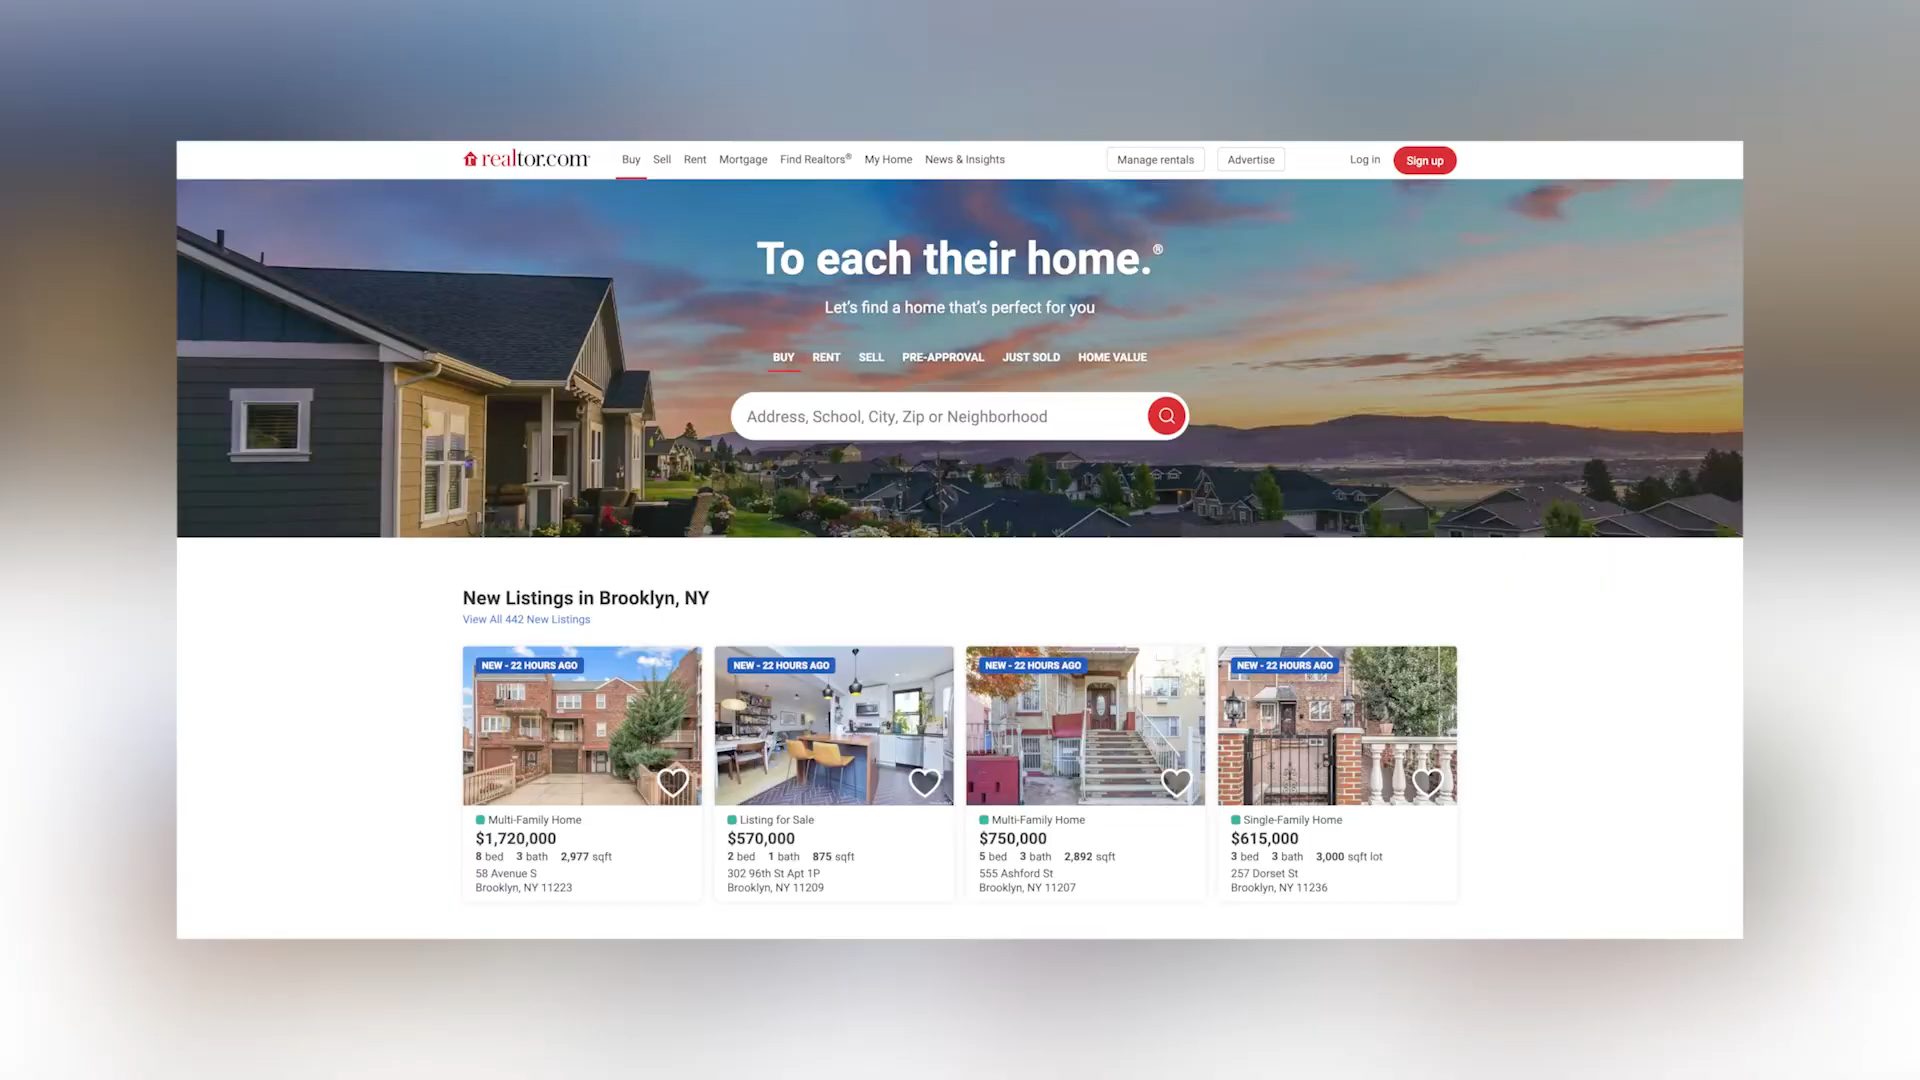 realtor.com Buy Sell Rent Mortgage Find Realtors® My Home News & Insights Manage rentals Advertise Log in Sign up
To each their home.®
Let's find a home that's perfect for you
BUY RENT SELL PRE-APPROVAL JUST SOLD HOME VALUE
Address, School, City, Zip or Neighborhood
New Listings in Brooklyn, NY
View All 442 New Listings
NEW - 22 HOURS AGO
Multi-Family Home
$1,720,000
8 bed 3 bath 2,977 sqft
58 Avenue S
Brooklyn, NY 11223
NEW - 22 HOURS AGO
Listing for Sale
$570,000
2 bed 1 bath 875 sqft
302 96th St Apt 1P
Brooklyn, NY 11209
NEW - 22 HOURS AGO
Multi-Family Home
$750,000
5 bed 3 bath 2,892 sqft
555 Ashford St
Brooklyn, NY 11207
NEW - 22 HOURS AGO
Single-Family Home
$615,000
3 bed 3 bath 3,000 sqft lot
257 Dorset St
Brooklyn, NY 11236